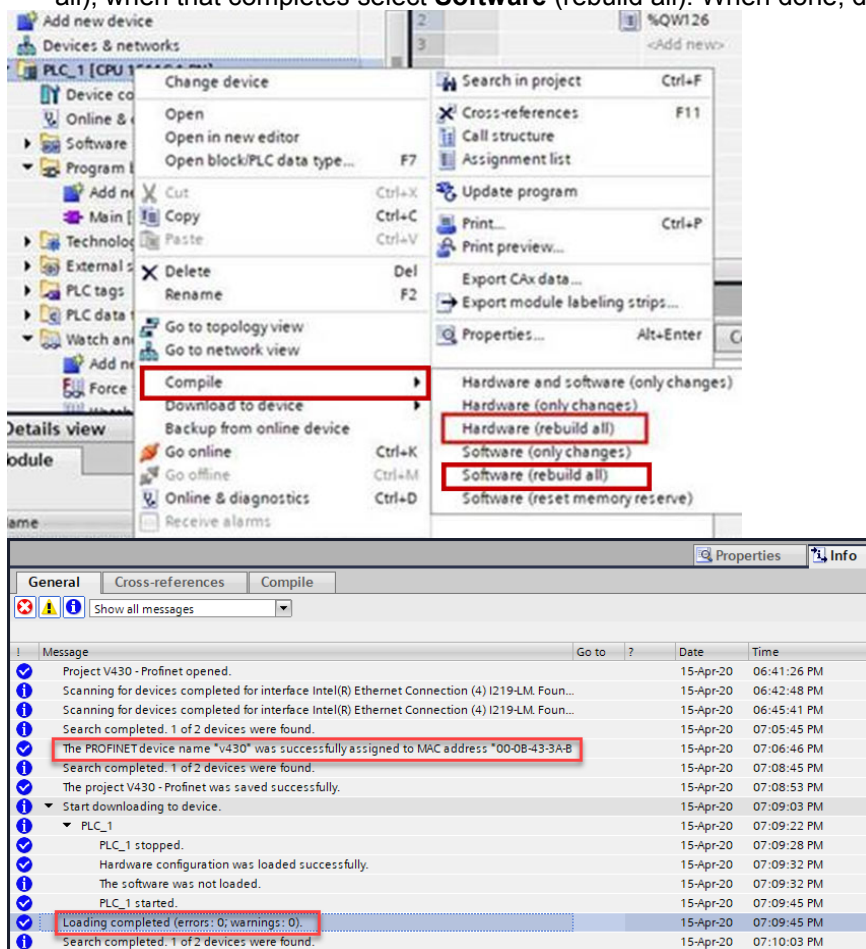 all), when that completes select Software (rebuild all). When done, d
Add new device
Devices & networks
PLC_1 [CPU
Device co
Online &
Software
Program
Add ne
Main [
Technolog
External s
PLC tags
PLC data
Watch an
Add ne
Force
Details view
odule
ame
2
%QW126
3
<Add new>
Change device
Open
Open in new editor
Open block/PLC data type... F7
Cut Ctrl+X
Copy Ctrl+C
Paste Ctrl+V
Delete Del
Rename F2
Go to topology view
Go to network view
Compile
Download to device
Backup from online device
Go online Ctrl+K
Go offline Ctrl+M
Online & diagnostics Ctrl+D
Receive alarms
Search in project Ctrl+F
Cross-references F11
Call structure
Assignment list
Update program
Print... Ctrl+P
Print preview...
Export CAx data...
Export module labeling strips...
Properties... Alt+Enter
Hardware and software (only changes)
Hardware (only changes)
Hardware (rebuild all)
Software (only changes)
Software (rebuild all)
Software (reset memory reserve)
Properties Info
General Cross-references Compile
Show all messages
! Message Go to ? Date Time
Project V430 - Profinet opened. 15-Apr-20 06:41:26 PM
Scanning for devices completed for interface Intel(R) Ethernet Connection (4) I219-LM. Foun... 15-Apr-20 06:42:48 PM
Scanning for devices completed for interface Intel(R) Ethernet Connection (4) I219-LM. Foun... 15-Apr-20 06:45:41 PM
Search completed. 1 of 2 devices were found. 15-Apr-20 07:05:45 PM
The PROFINET device name "v430" was successfully assigned to MAC address "00-0B-43-3A-B 15-Apr-20 07:06:46 PM
Search completed. 1 of 2 devices were found. 15-Apr-20 07:08:45 PM
The project V430 - Profinet was saved successfully. 15-Apr-20 07:08:53 PM
Start downloading to device. 15-Apr-20 07:09:03 PM
PLC_1 15-Apr-20 07:09:22 PM
PLC_1 stopped. 15-Apr-20 07:09:28 PM
Hardware configuration was loaded successfully. 15-Apr-20 07:09:32 PM
The software was not loaded. 15-Apr-20 07:09:32 PM
PLC_1 started. 15-Apr-20 07:09:45 PM
Loading completed (errors: 0; warnings: 0). 15-Apr-20 07:09:45 PM
Search completed. 1 of 2 devices were found. 15-Apr-20 07:10:03 PM